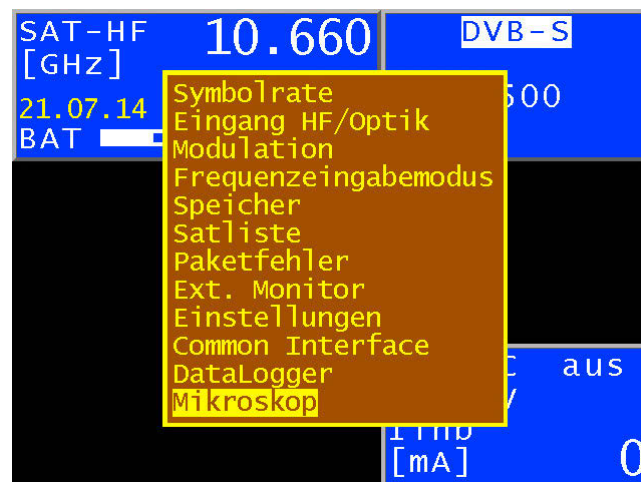 SAT-HF 10.660
[GHz]
21.07.14
BAT
DVB-S
500
Symbolrate
Eingang HF/Optik
Modulation
Frequenzeingabemodus
Speicher
Satliste
Paketfehler
Ext. Monitor
Einstellungen
Common Interface
DataLogger
Mikroskop
aus
[mA] 0